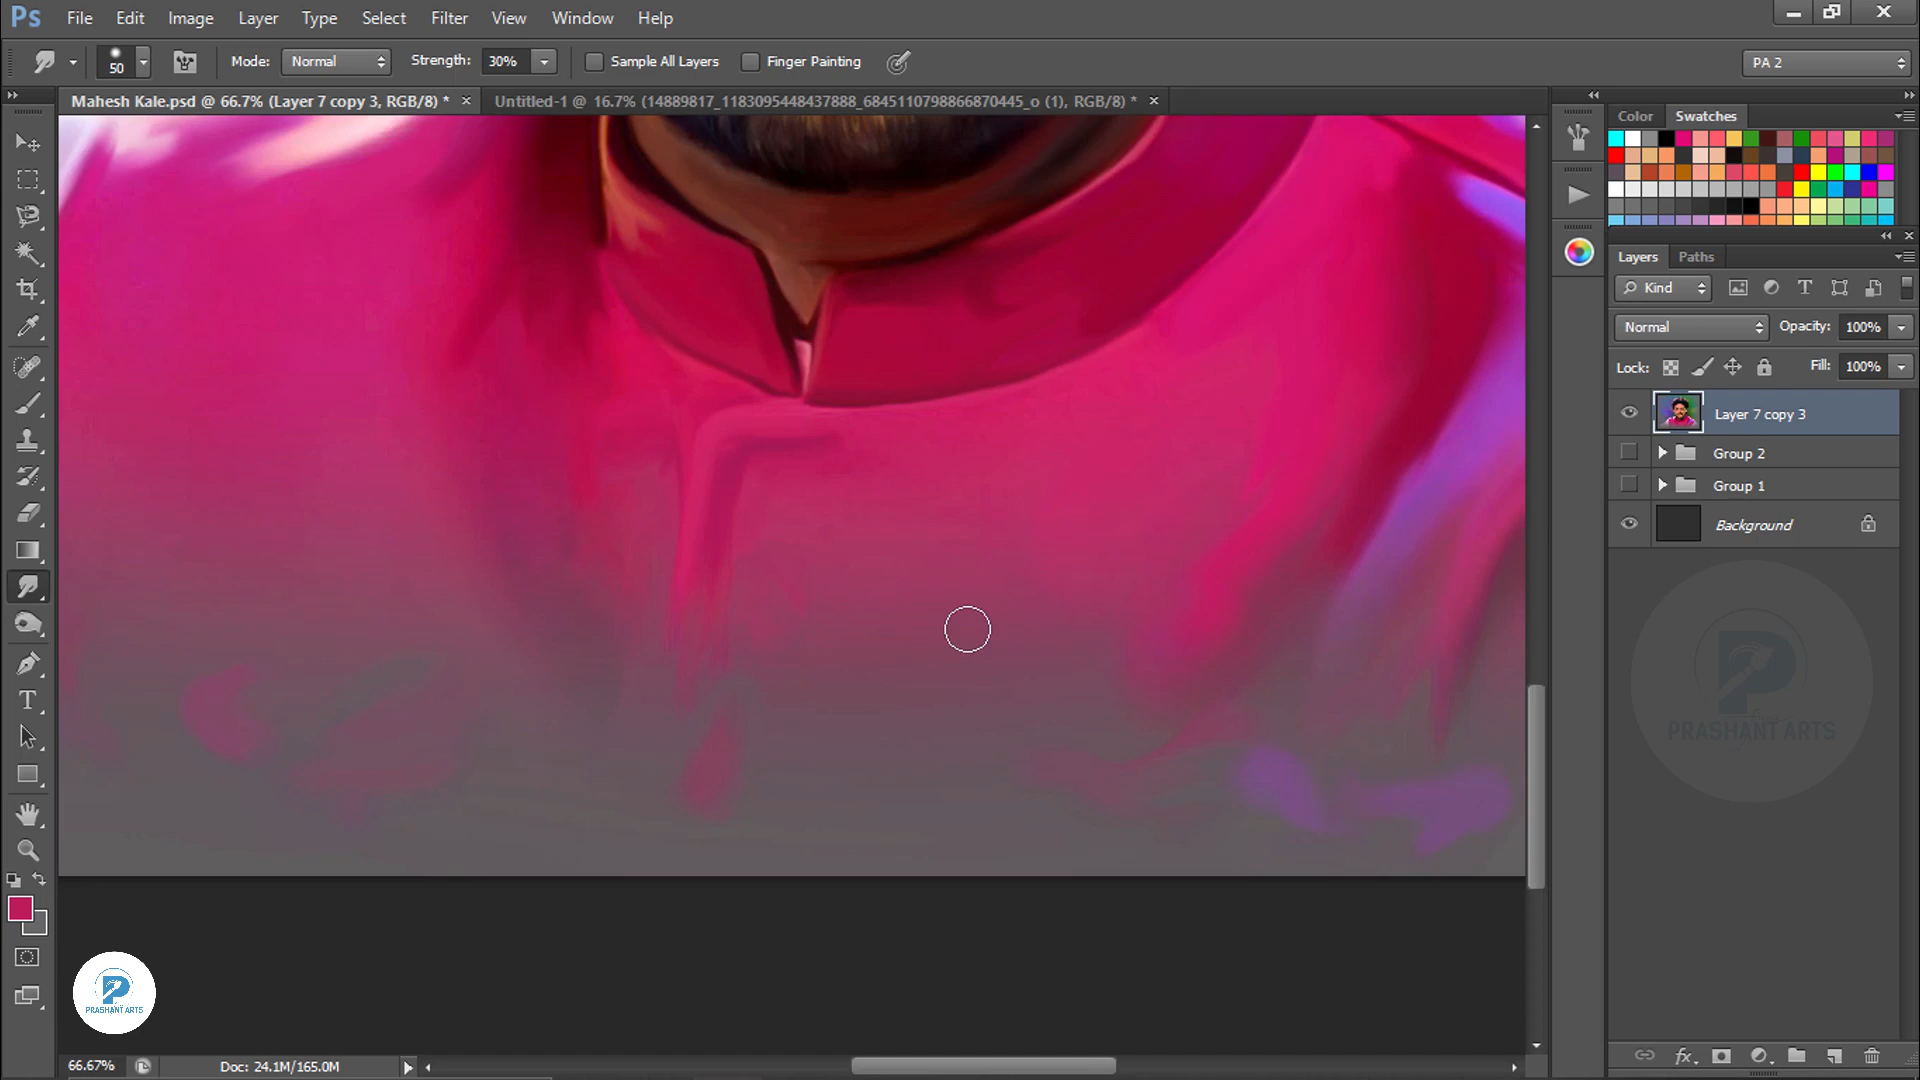 Ps File Edit Image Layer Type Select Filter View Window Help
50 Mode: Normal Strength: 30% Sample All Layers Finger Painting PA 2
Mahesh Kale.psd @ 66.7% (Layer 7 copy 3, RGB/8) * × Untitled-1 @ 16.7% (14889817_1183095448437888_6845110798866870445_o (1), RGB/8) * ×
Color Swatches
Layers Paths
Kind
Normal Opacity: 100%
Lock: Fill: 100%
Layer 7 copy 3
Group 2
Group 1
Background
PRASHANT ARTS
PRASHANT ARTS
66.67% Doc: 24.1M/165.0M